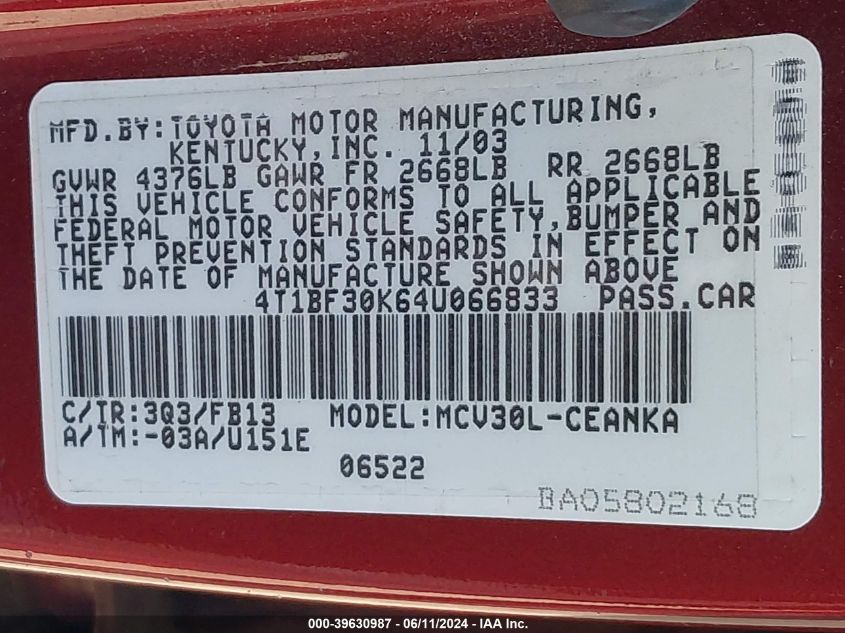 MFD.BY:TOYOTA MOTOR MANUFACTURING,
KENTUCKY,INC. 11/03
GVWR 4376LB GAWR FR 2668LB RR 2668LB
THIS VEHICLE CONFORMS TO ALL APPLICABLE
FEDERAL MOTOR VEHICLE SAFETY,BUMPER AND
THEFT PREVENTION STANDARDS IN EFFECT ON
THE DATE OF MANUFACTURE SHOWN ABOVE
4T1BF30K64U066833 PASS.CAR
C/TR:3Q3/FB13 MODEL:MCV30L-CEANKA
A/TM:-03A/U151E
06522
BA05802168
000-39630987 - 06/11/2024 - IAA Inc.